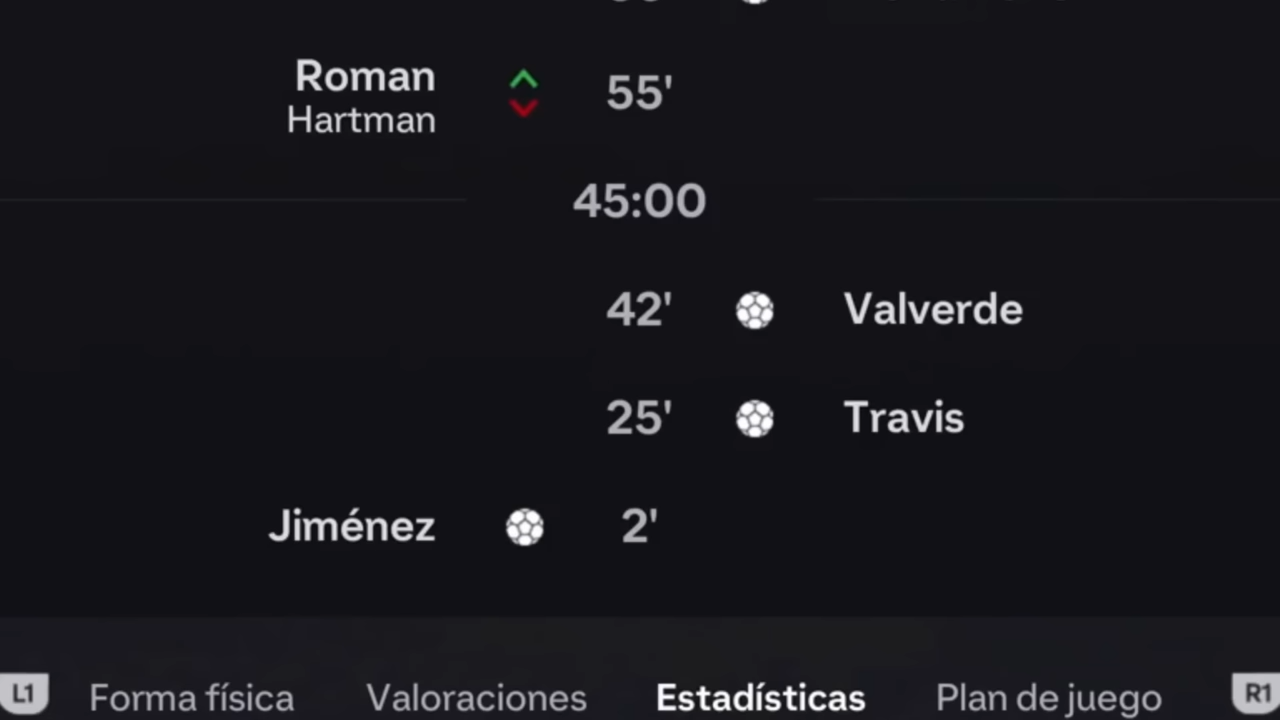 Roman
Hartman
55'
45:00
42' Valverde
25' Travis
Jiménez 2'
L1 Forma física Valoraciones Estadísticas Plan de juego R1